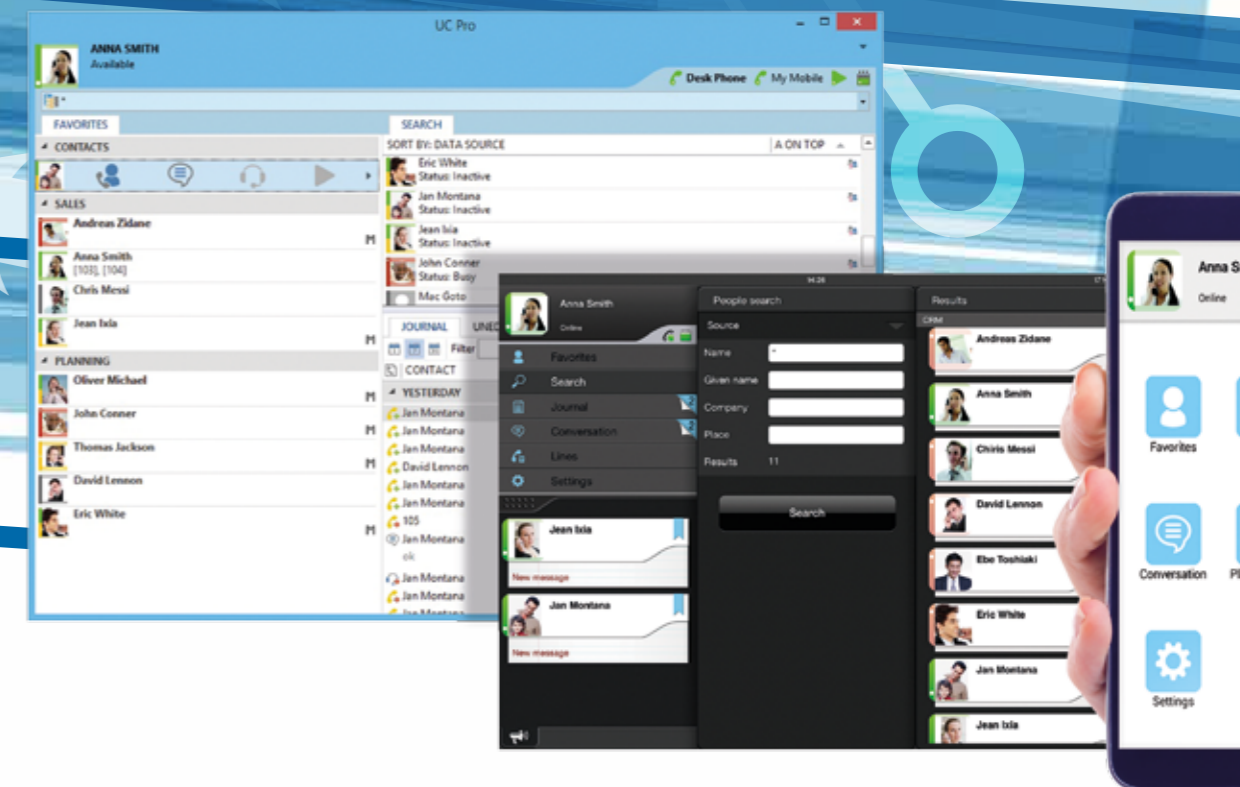 UC Pro
ANNA SMITH
Available
Desk Phone
My Mobile
FAVORITES
CONTACTS
SALES
Andreas Zidane
M
Anna Smith
[103], [104]
Chris Messi
Jean Ixia
M
PLANNING
Oliver Michael
M
John Conner
M
Thomas Jackson
M
David Lennon
Eric White
M
SEARCH
SORT BY: DATA SOURCE
A ON TOP
Eric White
Status: Inactive
Jan Montana
Status: Inactive
Jean Ixia
Status: Inactive
John Conner
Status: Busy
Mac Goto
JOURNAL
Filter
CONTACT
YESTERDAY
Jan Montana
Jan Montana
Jan Montana
David Lennon
Jan Montana
Jan Montana
105
Jan Montana
ok
Jan Montana
Jan Montana
Jan Montana
Anna Smith
Online
Favorites
Search
Journal
Conversation
Lines
Settings
Jean Ixia
New message
Jan Montana
New message
People search
Source
Name
Given name
Company
Place
Results 11
Search
Results
CRM
Andreas Zidane
Anna Smith
Chiris Messi
David Lennon
Ebe Toshiaki
Eric White
Jan Montana
Jean Ixia
Anna S
Online
Favorites
Conversation
Settings